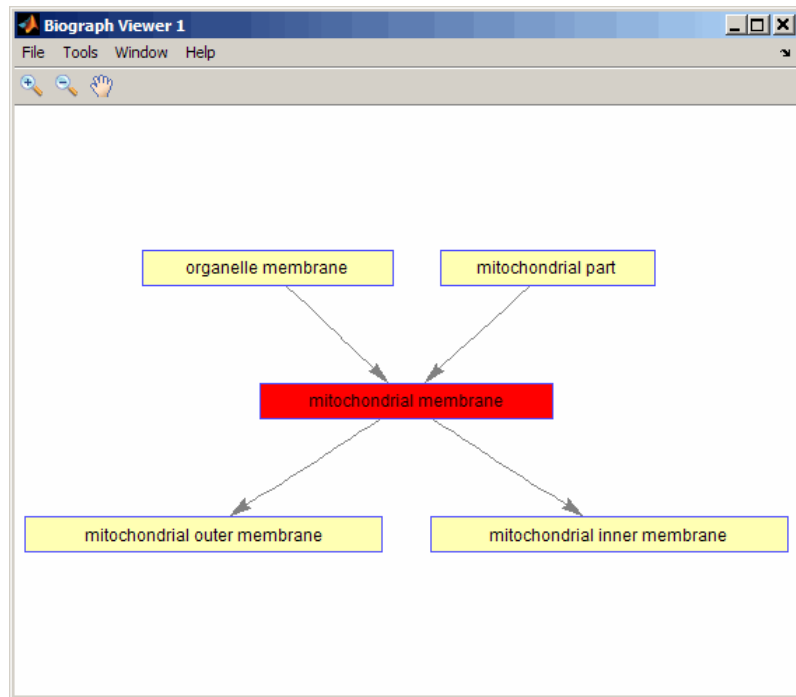 Biograph Viewer 1
File Tools Window Help
organelle membrane
mitochondrial part
mitochondrial membrane
mitochondrial outer membrane
mitochondrial inner membrane